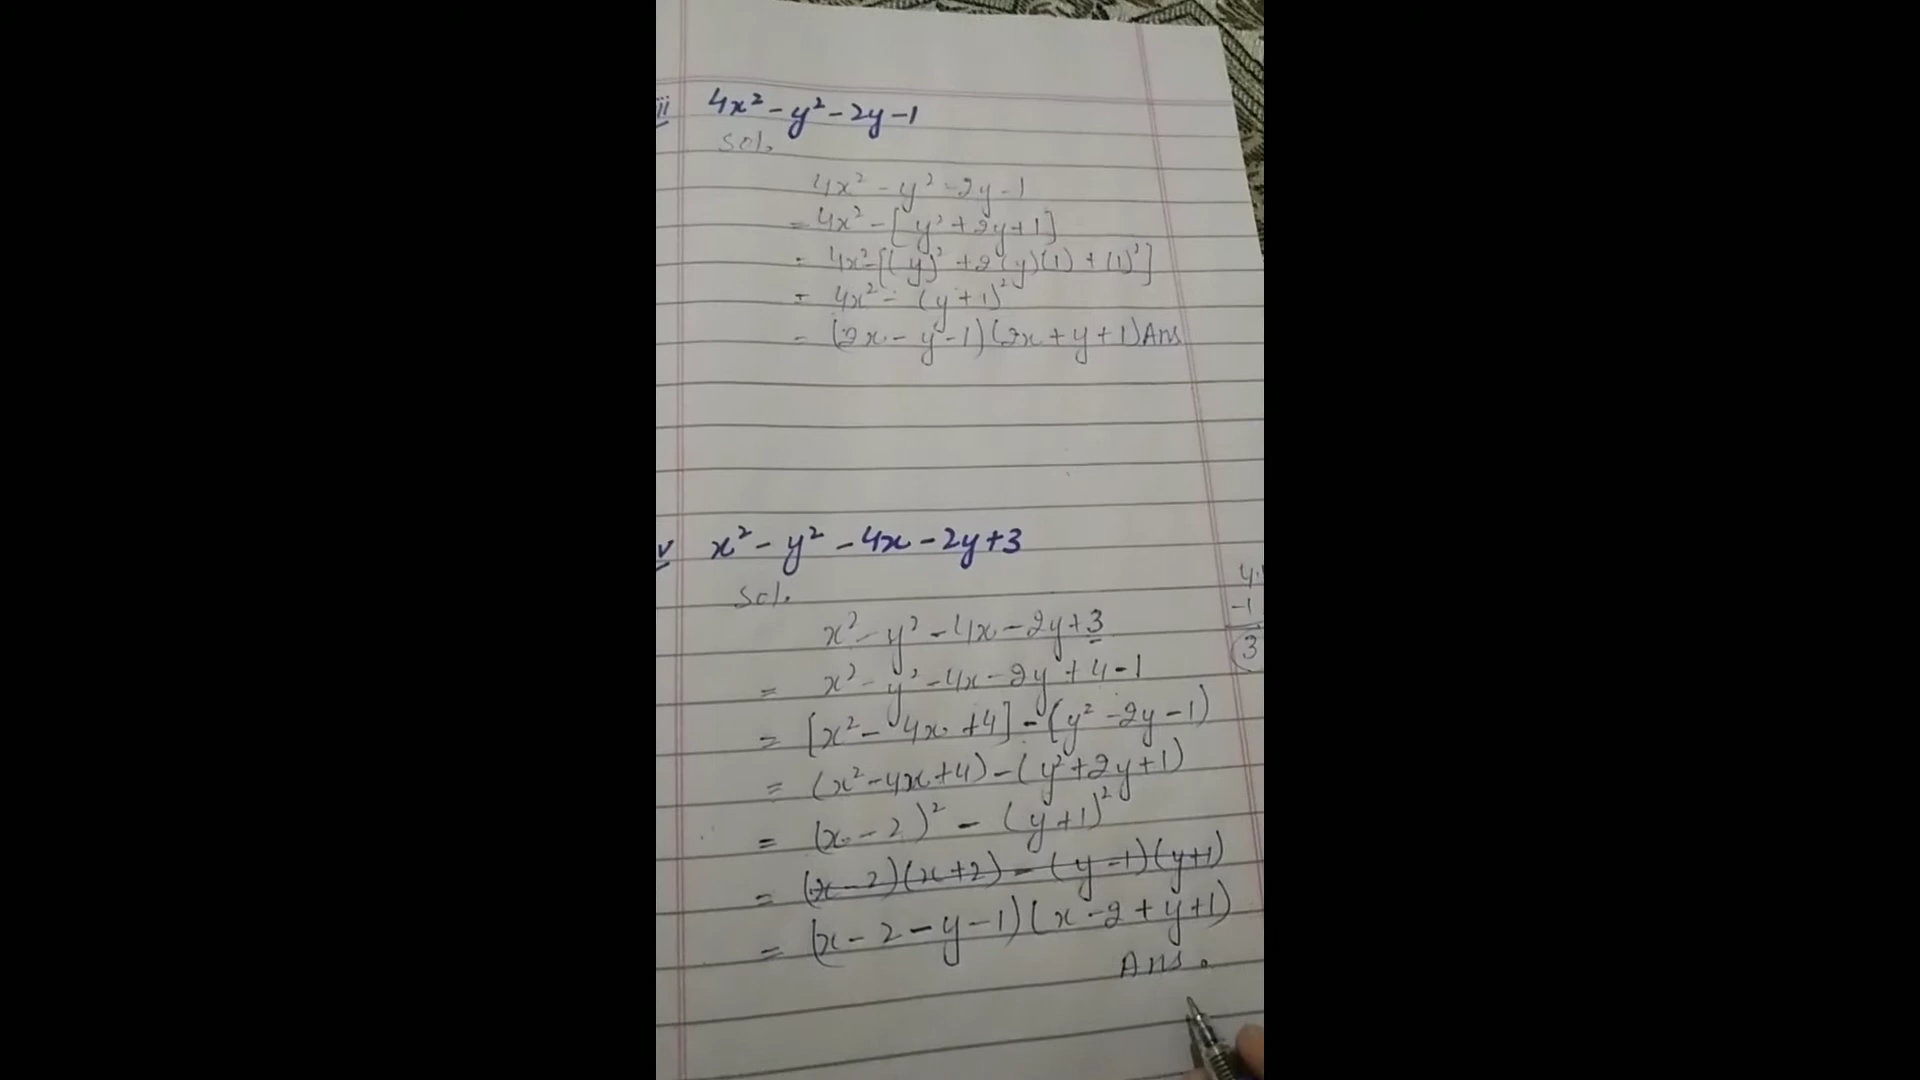 iii 4x² - y² - 2y - 1
Sol.
4x² - y² - 2y - 1
= 4x² - [y² + 2y + 1]
= 4x² - [(y)² + 2(y)(1) + (1)²]
= 4x² - (y + 1)²
= (2x - y - 1)(2x + y + 1) Ans
v x² - y² - 4x - 2y + 3
Sol.
x² - y² - 4x - 2y + 3
= x² - y² - 4x - 2y + 4 - 1
= [x² - 4x + 4] - (y² - 2y - 1)
= (x² - 4x + 4) - (y² + 2y + 1)
= (x - 2)² - (y + 1)²
= (x - 2)(x + 2) - (y - 1)(y + 1)
= (x - 2 - y - 1)(x - 2 + y + 1)
Ans.
4
-1
3